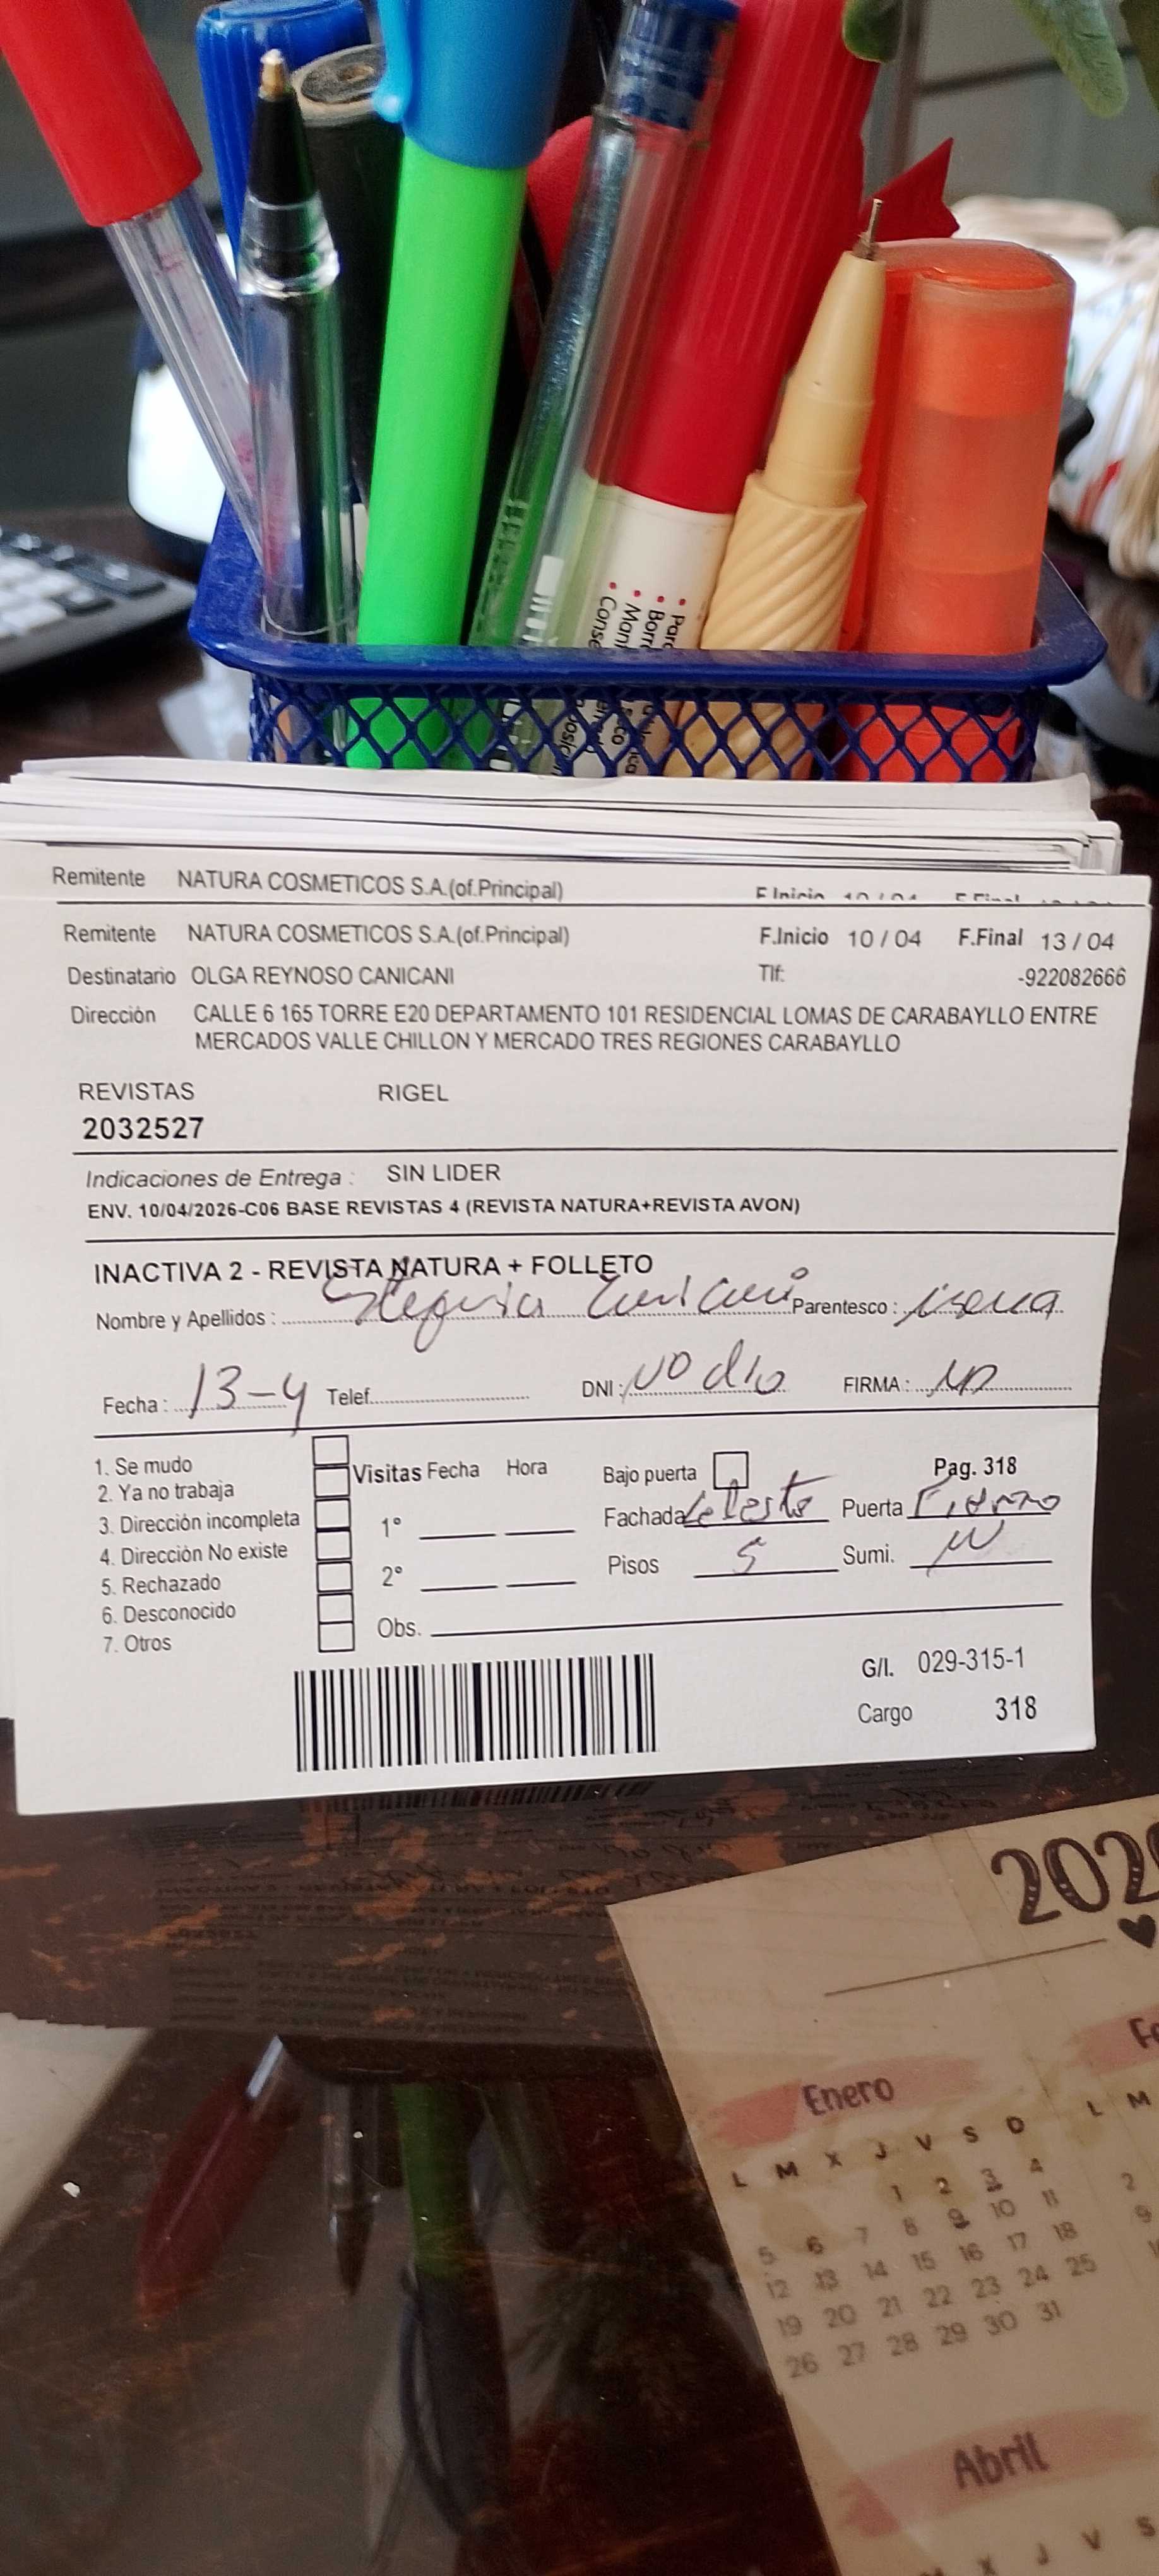 Parc
Borr
Mant
Conse
Remitente NATURA COSMETICOS S.A.(of.Principal)
Remitente NATURA COSMETICOS S.A.(of.Principal) F.Inicio 10 / 04 F.Final 13 / 04
Destinatario OLGA REYNOSO CANICANI Tlf: -922082666
Dirección CALLE 6 165 TORRE E20 DEPARTAMENTO 101 RESIDENCIAL LOMAS DE CARABAYLLO ENTRE
MERCADOS VALLE CHILLON Y MERCADO TRES REGIONES CARABAYLLO
REVISTAS RIGEL
2032527
Indicaciones de Entrega : SIN LIDER
ENV. 10/04/2026-C06 BASE REVISTAS 4 (REVISTA NATURA+REVISTA AVON)
INACTIVA 2 - REVISTA NATURA + FOLLETO
Nombre y Apellidos : Parentesco :
Fecha : 13-4 Telef. DNI : NO dio FIRMA :
1. Se mudo
2. Ya no trabaja
3. Dirección incompleta
4. Dirección No existe
5. Rechazado
6. Desconocido
7. Otros
Visitas Fecha Hora
1°
2°
Obs.
Bajo puerta Pag. 318
Fachada Celeste Puerta Fierro
Pisos 5 Sumi.
G/I. 029-315-1
Cargo 318
202
Enero
L M X J V S D
1 2 3 4
5 6 7 8 9 10 11
12 13 14 15 16 17 18
19 20 21 22 23 24 25
26 27 28 29 30 31
Fe
L M
2
9
Abril
X J V S